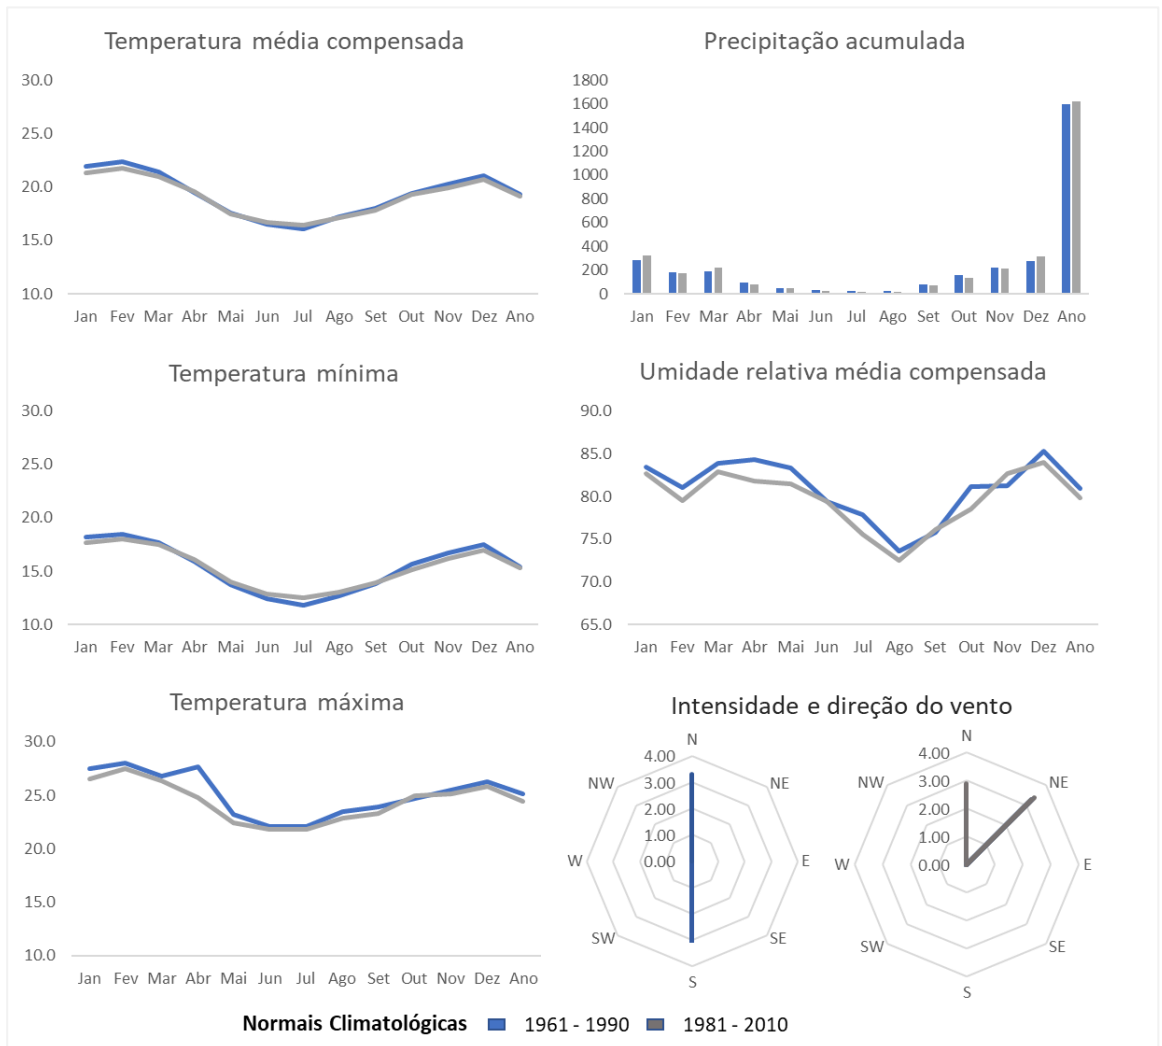 Temperatura média compensada
30.0
25.0
20.0
15.0
10.0
Jan Fev Mar Abr Mai Jun Jul Ago Set Out Nov Dez Ano
Precipitação acumulada
1800
1600
1400
1200
1000
800
600
400
200
0
Jan Fev Mar Abr Mai Jun Jul Ago Set Out Nov Dez Ano
Temperatura mínima
30.0
25.0
20.0
15.0
10.0
Jan Fev Mar Abr Mai Jun Jul Ago Set Out Nov Dez Ano
Umidade relativa média compensada
90.0
85.0
80.0
75.0
70.0
65.0
Jan Fev Mar Abr Mai Jun Jul Ago Set Out Nov Dez Ano
Temperatura máxima
30.0
25.0
20.0
15.0
10.0
Jan Fev Mar Abr Mai Jun Jul Ago Set Out Nov Dez Ano
Intensidade e direção do vento
N
4.00
NW
3.00
NE
2.00
1.00
W
0.00
E
SW
SE
S
N
4.00
NW
3.00
NE
2.00
1.00
W
0.00
E
SW
SE
S
Normais Climatológicas 1961 - 1990 1981 - 2010